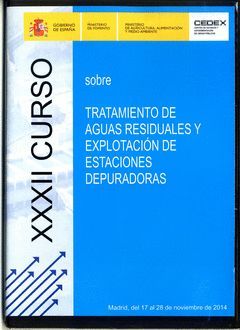 GOBIERNO
DE ESPAÑA
MINISTERIO
DE FOMENTO
MINISTERIO
DE AGRICULTURA, ALIMENTACIÓN
Y MEDIO AMBIENTE
CEDEX
XXXII CURSO
sobre
TRATAMIENTO DE
AGUAS RESIDUALES Y
EXPLOTACIÓN DE
ESTACIONES
DEPURADORAS
Madrid, del 17 al 28 de noviembre de 2014